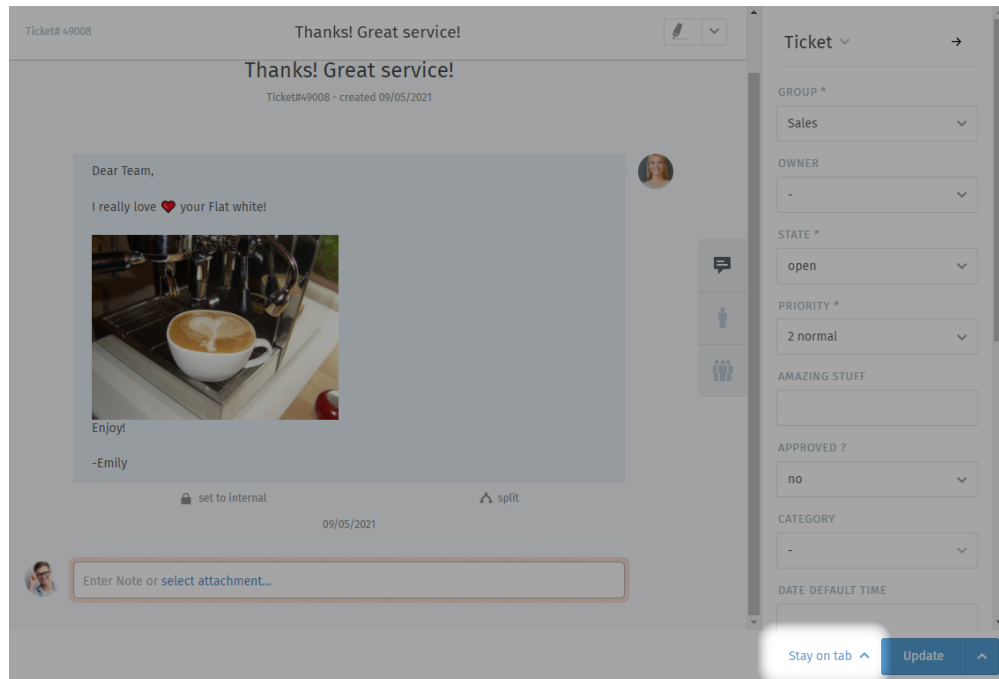 Ticket# 49008
Thanks! Great service!
Ticket
Thanks! Great service!
Ticket#49008 - created 09/05/2021
Dear Team,
I really love ❤ your Flat white!
Enjoy!
-Emily
set to internal
split
09/05/2021
Enter Note or select attachment...
GROUP *
Sales
OWNER
-
STATE *
open
PRIORITY *
2 normal
AMAZING STUFF
APPROVED ?
no
CATEGORY
-
DATE DEFAULT TIME
Stay on tab
Update